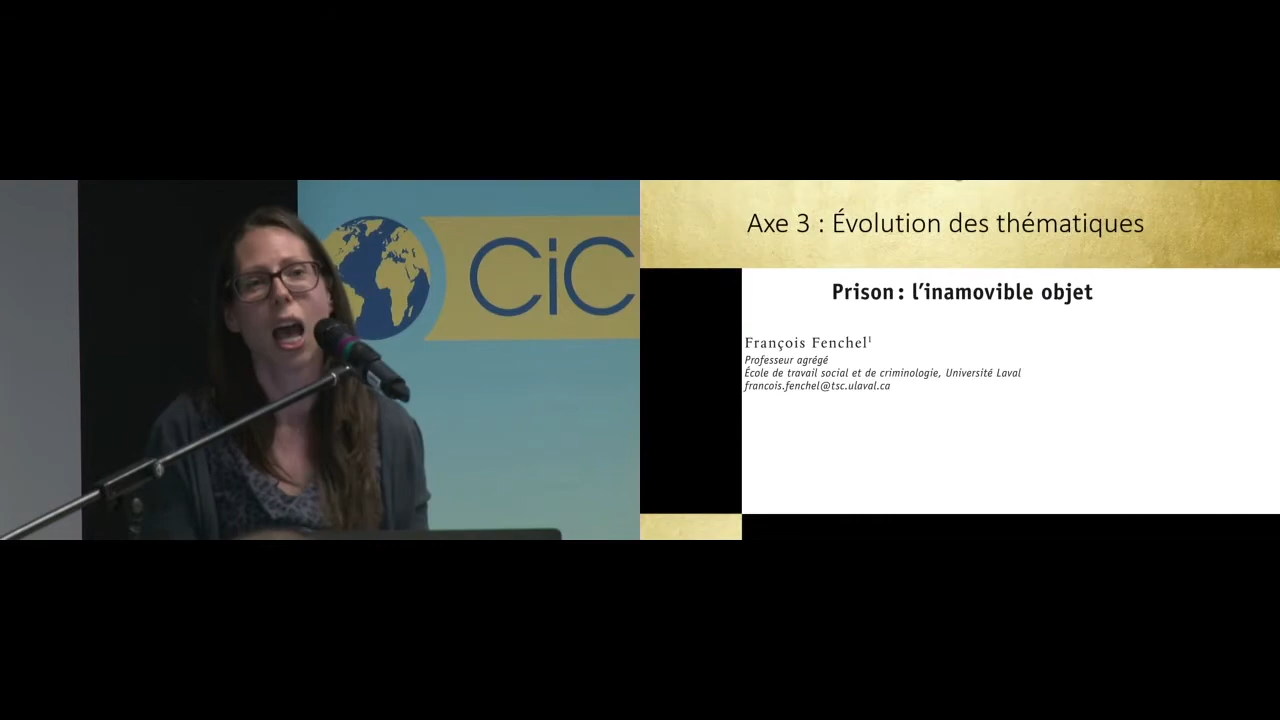 CiC
Axe 3 : Évolution des thématiques
Prison : l'inamovible objet
François Fenchel1
Professeur agrégé
École de travail social et de criminologie, Université Laval
francois.fenchel@tsc.ulaval.ca